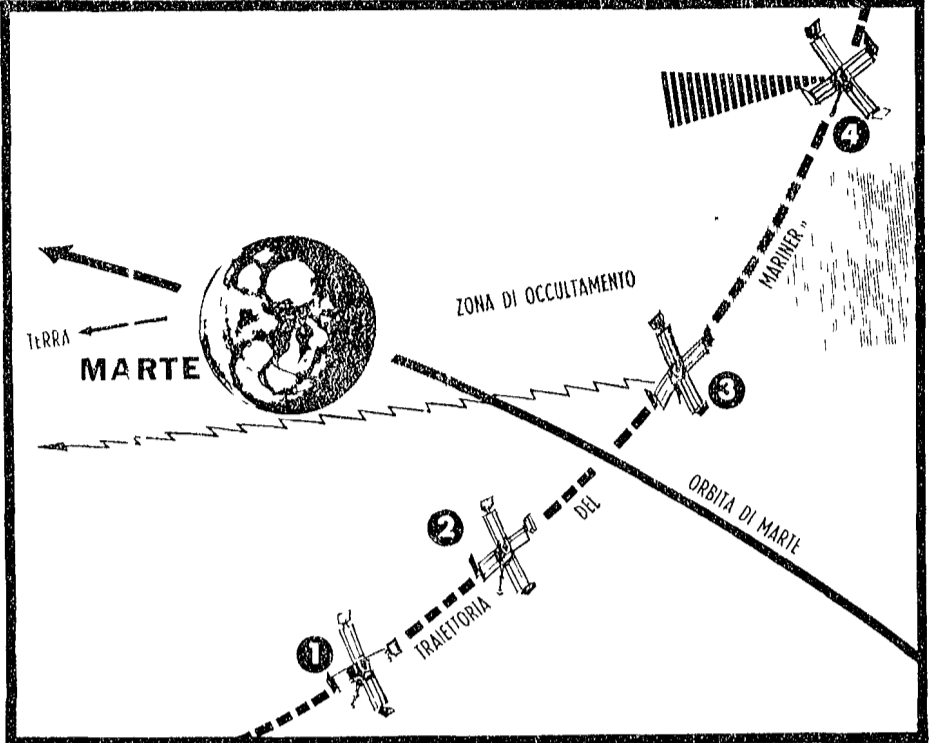 4
MARINER"
ZONA DI OCCULTAMENTO
TERRA
MARTE
3
ORBITA DI MARTE
DEL
2
TRAIETTORIA
1